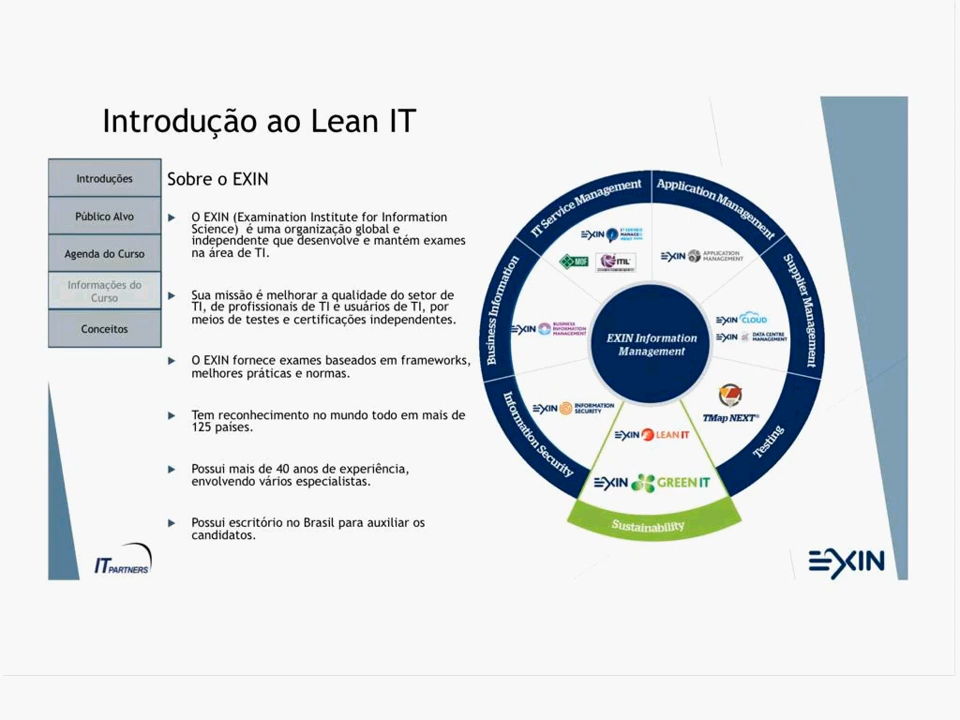 Introdução ao Lean IT
Introduções
Público Alvo
Agenda do Curso
Informações do
Curso
Conceitos
Sobre o EXIN
O EXIN (Examination Institute for Information
Science) é uma organização global e
independente que desenvolve e mantém exames
na área de TI.
Sua missão é melhorar a qualidade do setor de
TI, de profissionais de TI e usuários de TI, por
meios de testes e certificações independentes.
O EXIN fornece exames baseados em frameworks,
melhores práticas e normas.
Tem reconhecimento no mundo todo em mais de
125 países.
Possui mais de 40 anos de experiência,
envolvendo vários especialistas.
Possui escritório no Brasil para auxiliar os
candidatos.
IT PARTNERS
IT Service Management
Application Management
Supplier Management
Testing
Sustainability
Information Security
Business Information
EXIN IT SERVICE
MANAGEMENT
MOF
ITIL
EXIN APPLICATION
MANAGEMENT
EXIN CLOUD
EXIN DATA CENTRE
MANAGEMENT
TMap NEXT®
EXIN LEAN IT
EXIN GREEN IT
EXIN INFORMATION
SECURITY
EXIN BUSINESS
INFORMATION
MANAGEMENT
EXIN Information
Management
EXIN